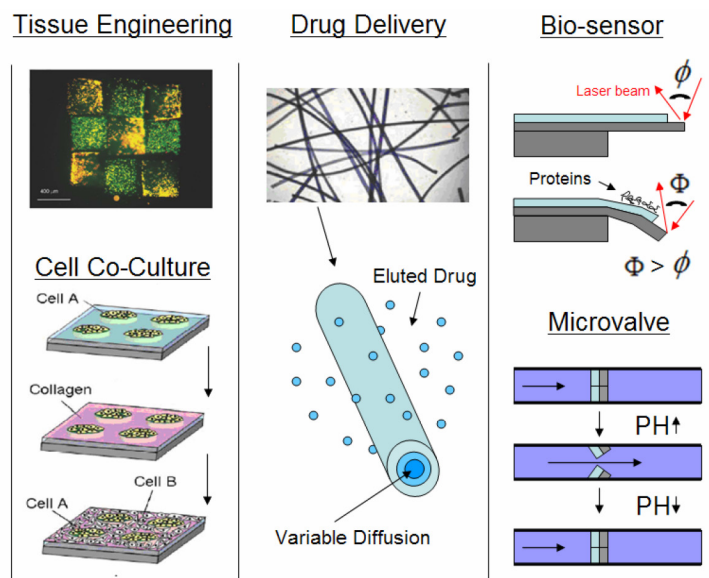 Tissue Engineering
400 µm
Cell Co-Culture
Cell A
Collagen
Cell B
Cell A
Drug Delivery
Eluted Drug
Variable Diffusion
Bio-sensor
ϕ
Laser beam
Proteins
Φ
Φ > ϕ
Microvalve
PH↑
PH↓